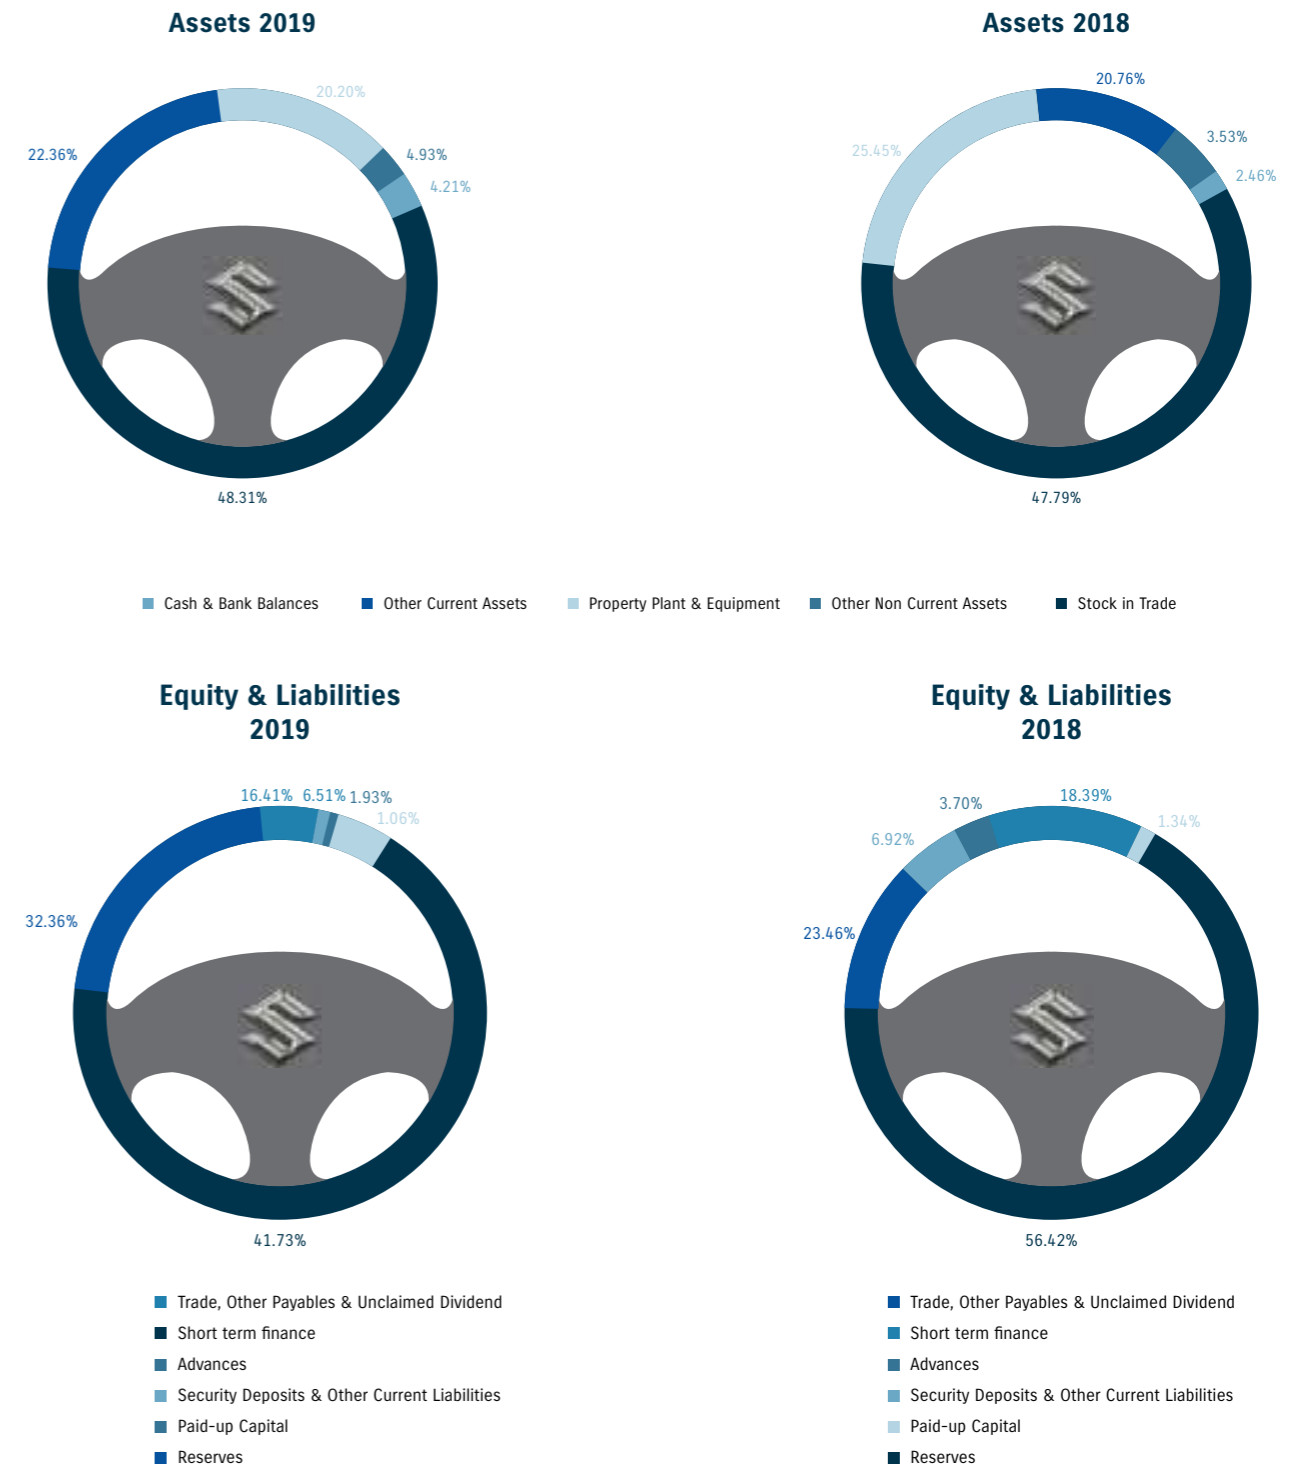 Assets 2019
Assets 2018
20.20%
22.36%
4.93%
4.21%
48.31%
20.76%
3.53%
25.45%
2.46%
47.79%
Cash & Bank Balances
Other Current Assets
Property Plant & Equipment
Other Non Current Assets
Stock in Trade
Equity & Liabilities
2019
Equity & Liabilities
2018
16.41%
6.51%
1.93%
1.06%
32.36%
41.73%
18.39%
3.70%
1.34%
6.92%
23.46%
56.42%
Trade, Other Payables & Unclaimed Dividend
Short term finance
Advances
Security Deposits & Other Current Liabilities
Paid-up Capital
Reserves
Trade, Other Payables & Unclaimed Dividend
Short term finance
Advances
Security Deposits & Other Current Liabilities
Paid-up Capital
Reserves